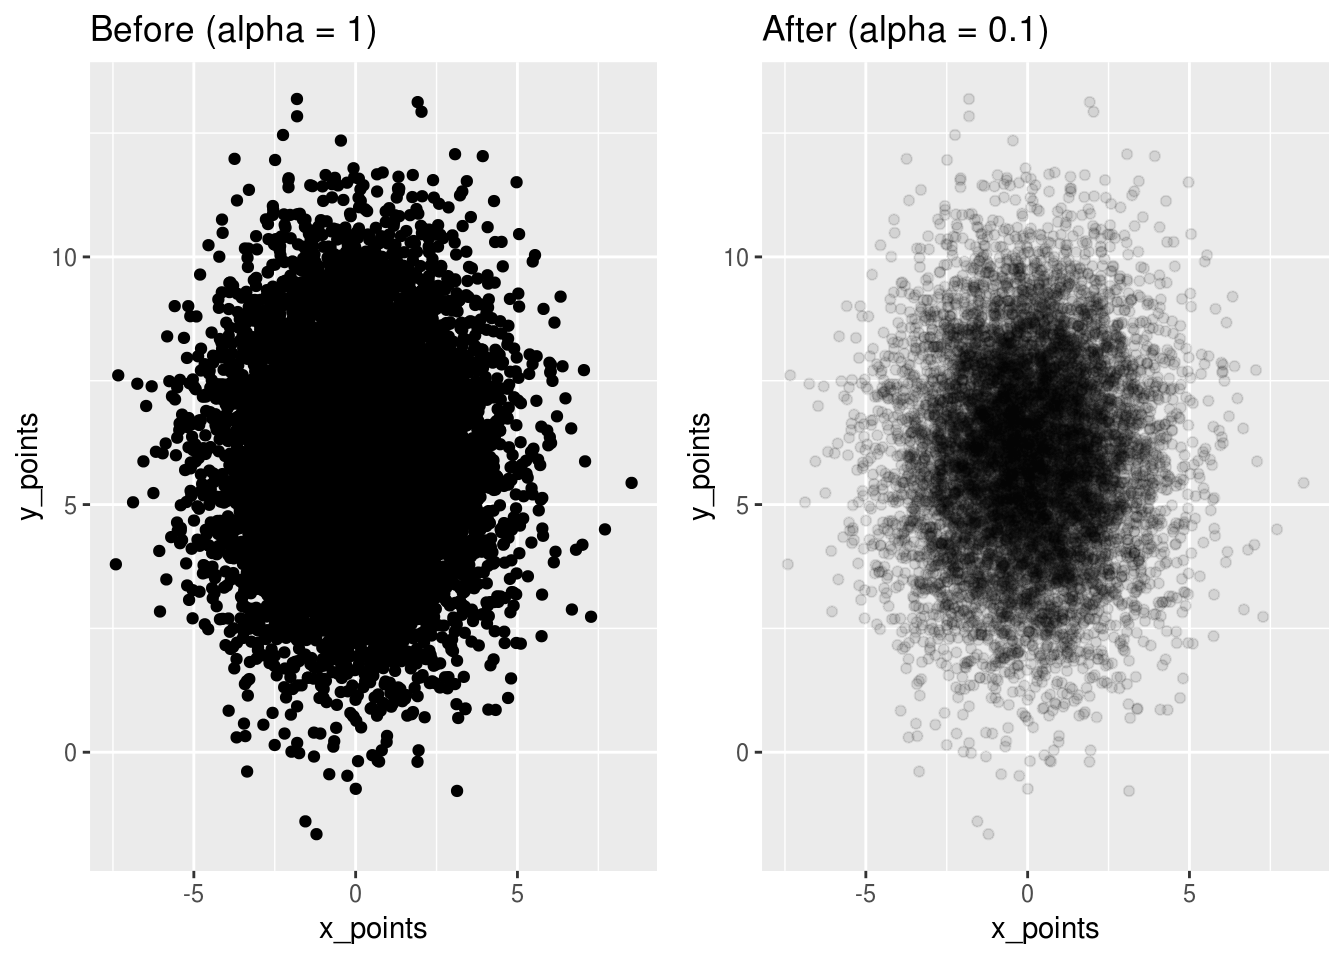 Before (alpha = 1)
y_points
10
5
0
-5
0
5
x_points
After (alpha = 0.1)
y_points
10
5
0
-5
0
5
x_points